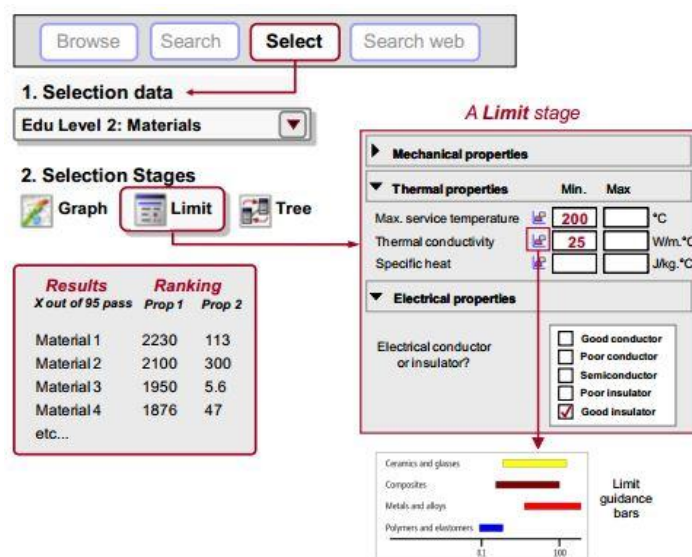 Browse Search Select Search web
1. Selection data
Edu Level 2: Materials
2. Selection Stages
Graph Limit Tree
Results Ranking
X out of 95 pass Prop 1 Prop 2
Material 1 2230 113
Material 2 2100 300
Material 3 1950 5.6
Material 4 1876 47
etc...
A Limit stage
Mechanical properties
Thermal properties Min. Max
Max. service temperature 200 °C
Thermal conductivity 25 W/m.°C
Specific heat J/kg.°C
Electrical properties
Electrical conductor
or insulator?
Good conductor
Poor conductor
Semiconductor
Poor insulator
Good insulator
Ceramics and glasses
Composites
Metals and alloys
Polymers and elastomers
0.1 100
Limit
guidance
bars